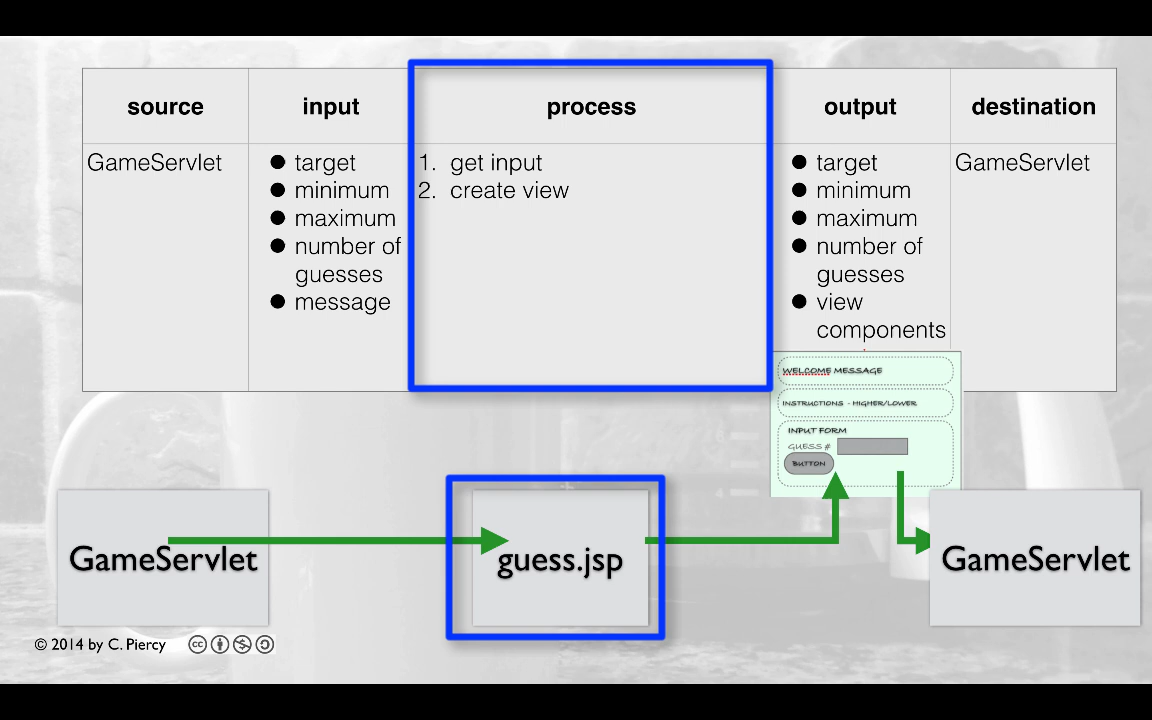 source input process output destination
GameServlet
● target
● minimum
● maximum
● number of
guesses
● message
1. get input
2. create view
● target
● minimum
● maximum
● number of
guesses
● view
components
GameServlet
WELCOME MESSAGE
INSTRUCTIONS - HIGHER/LOWER
INPUT FORM
GUESS #
BUTTON
GameServlet
guess.jsp
GameServlet
© 2014 by C. Piercy